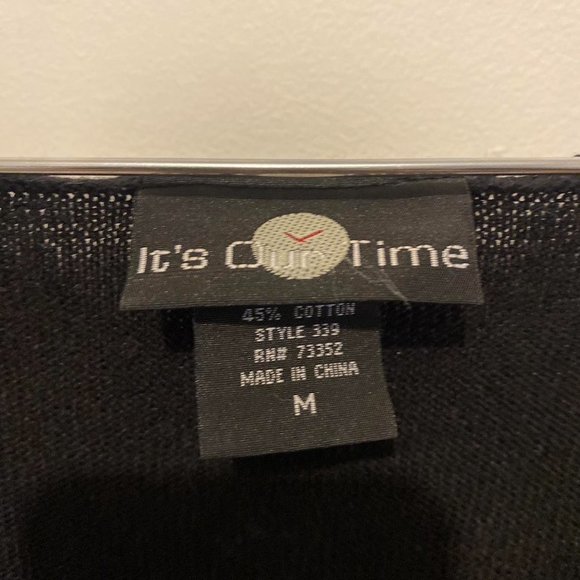 It's Our Time
45% COTTON
STYLE 339
RN# 73352
MADE IN CHINA
M